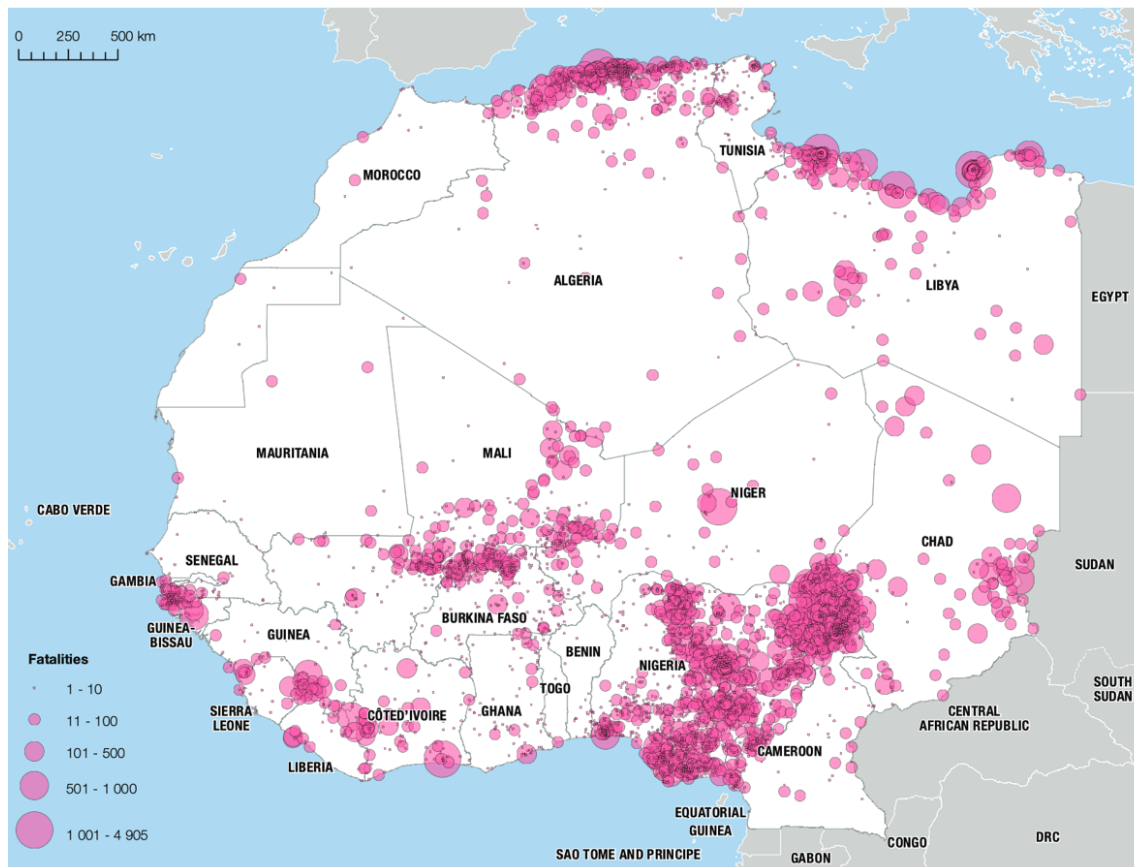 0 250 500 km
TUNISIA
MOROCCO
ALGERIA
LIBYA
EGYPT
MAURITANIA
MALI
NIGER
CABO VERDE
CHAD
SENEGAL
SUDAN
GAMBIA
BURKINA FASO
GUINEA-
BISSAU
GUINEA
BENIN
NIGERIA
Fatalities
1 - 10
11 - 100
101 - 500
501 - 1 000
1 001 - 4 905
SIERRA
LEONE
CÔTED'IVOIRE
GHANA
TOGO
SOUTH
SUDAN
CENTRAL
AFRICAN REPUBLIC
LIBERIA
CAMEROON
EQUATORIAL
GUINEA
CONGO
DRC
SAO TOME AND PRINCIPE
GABON